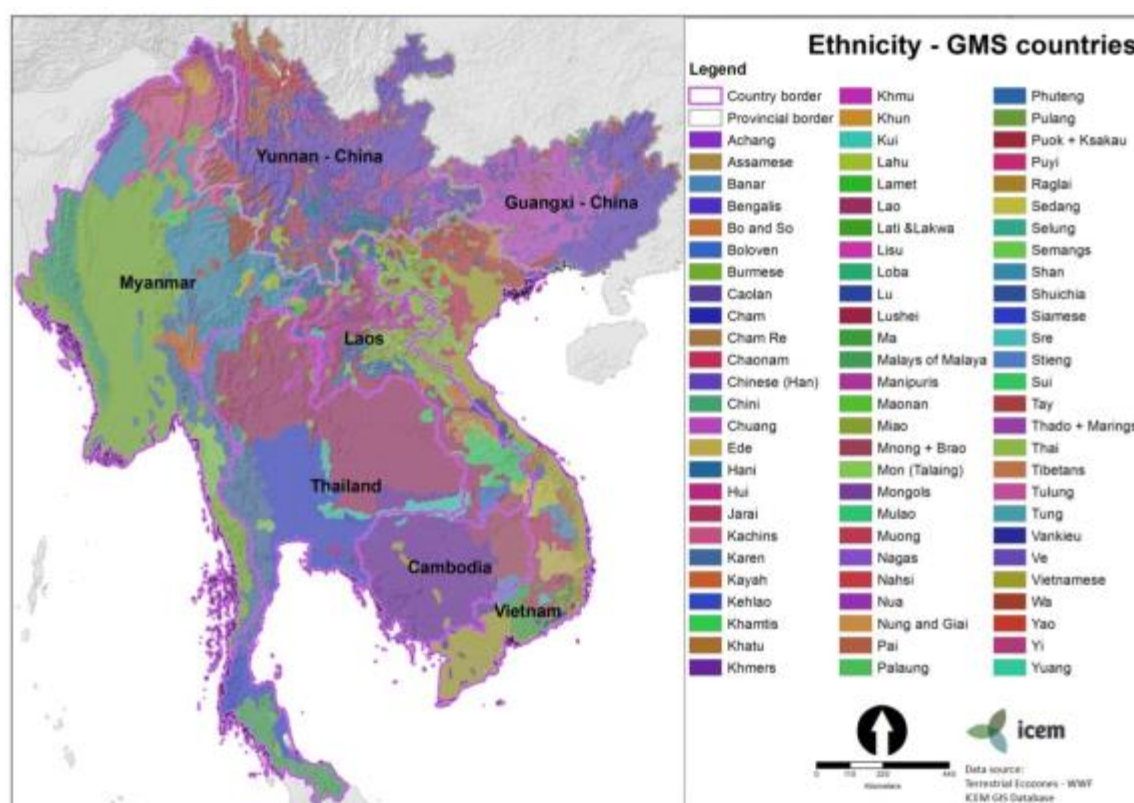 Ethnicity - GMS countries
Legend
Country border
Provincial border
Achang
Assamese
Banar
Bengalis
Bo and So
Boloven
Burmese
Caolan
Cham
Cham Re
Chaonam
Chinese (Han)
Chini
Chuang
Ede
Hani
Hui
Jarai
Kachins
Karen
Kayah
Kehlao
Khamtis
Khatu
Khmers
Khmu
Khun
Kui
Lahu
Lamet
Lao
Lati &Lakwa
Lisu
Loba
Lu
Lushei
Ma
Malays of Malaya
Manipuris
Maonan
Miao
Mnong + Brao
Mon (Talaing)
Mongols
Mulao
Muong
Nagas
Nahsi
Nua
Nung and Giai
Pai
Palaung
Phuteng
Pulang
Puok + Ksakau
Puyi
Raglai
Sedang
Selung
Semangs
Shan
Shuichia
Siamese
Sre
Stieng
Sui
Tay
Thado + Marings
Thai
Tibetans
Tulung
Tung
Vankieu
Ve
Vietnamese
Wa
Yao
Yi
Yuang
Yunnan - China
Guangxi - China
Myanmar
Laos
Thailand
Cambodia
Vietnam
icem
0 110 220 440
Kilometers
Data source:
Terrestrial Ecozones - WWF
ICEM GIS Database